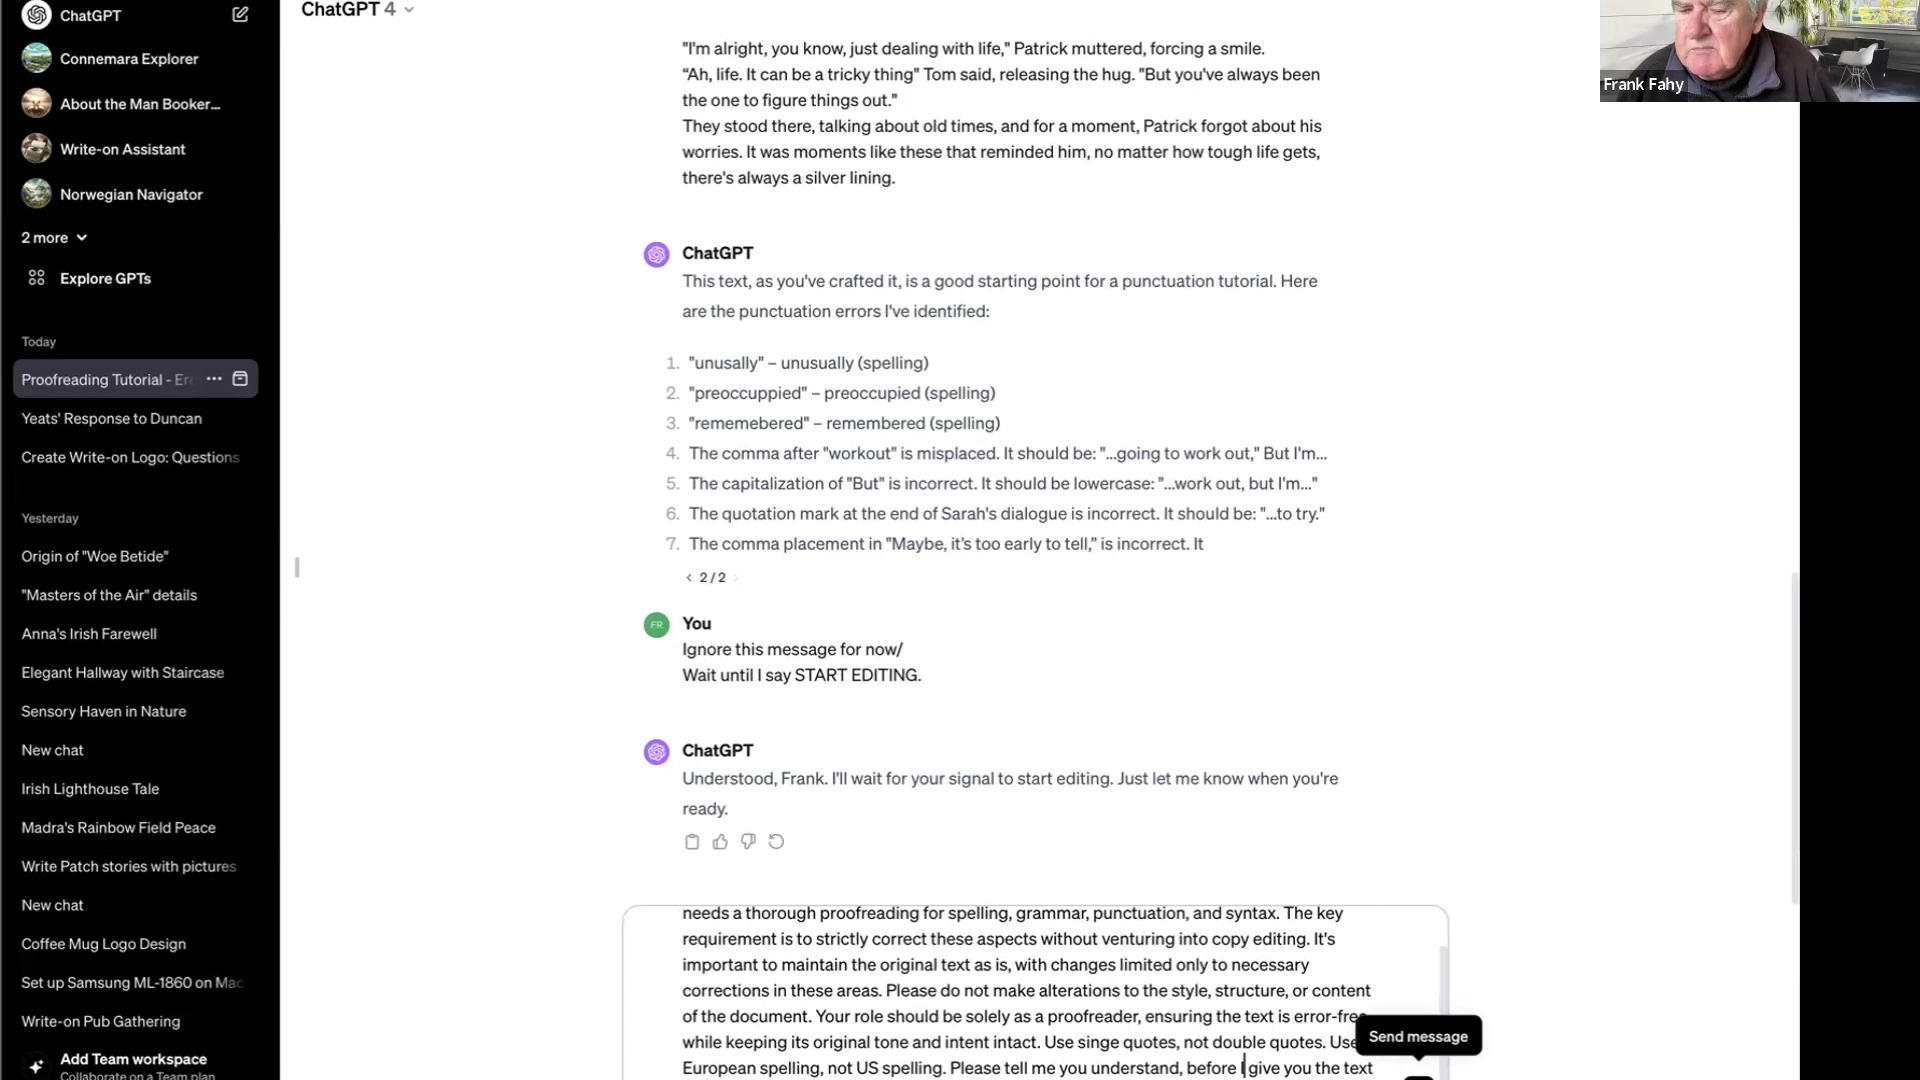 ChatGPT
Connemara Explorer
About the Man Booker...
Write-on Assistant
Norwegian Navigator
2 more
Explore GPTs
Today
Proofreading Tutorial - Er
Yeats' Response to Duncan
Create Write-on Logo: Questions
Yesterday
Origin of "Woe Betide"
"Masters of the Air" details
Anna's Irish Farewell
Elegant Hallway with Staircase
Sensory Haven in Nature
New chat
Irish Lighthouse Tale
Madra's Rainbow Field Peace
Write Patch stories with pictures
New chat
Coffee Mug Logo Design
Set up Samsung ML-1860 on Mac
Write-on Pub Gathering
Add Team workspace
Collaborate on a Team plan
ChatGPT 4
"I'm alright, you know, just dealing with life," Patrick muttered, forcing a smile.
“Ah, life. It can be a tricky thing" Tom said, releasing the hug. "But you've always been
the one to figure things out."
They stood there, talking about old times, and for a moment, Patrick forgot about his
worries. It was moments like these that reminded him, no matter how tough life gets,
there's always a silver lining.
ChatGPT
This text, as you've crafted it, is a good starting point for a punctuation tutorial. Here
are the punctuation errors I've identified:
1. "unusally" – unusually (spelling)
2. "preoccuppied" – preoccupied (spelling)
3. "rememebered" – remembered (spelling)
4. The comma after "workout" is misplaced. It should be: "...going to work out," But I'm...
5. The capitalization of "But" is incorrect. It should be lowercase: "...work out, but I'm..."
6. The quotation mark at the end of Sarah's dialogue is incorrect. It should be: "...to try."
7. The comma placement in "Maybe, it’s too early to tell,” is incorrect. It
< 2 / 2 >
FR
You
Ignore this message for now/
Wait until I say START EDITING.
ChatGPT
Understood, Frank. I'll wait for your signal to start editing. Just let me know when you're
ready.
needs a thorough proofreading for spelling, grammar, punctuation, and syntax. The key
requirement is to strictly correct these aspects without venturing into copy editing. It's
important to maintain the original text as is, with changes limited only to necessary
corrections in these areas. Please do not make alterations to the style, structure, or content
of the document. Your role should be solely as a proofreader, ensuring the text is error-free
while keeping its original tone and intent intact. Use singe quotes, not double quotes. Use
European spelling, not US spelling. Please tell me you understand, before I give you the text
Send message
Frank Fahy